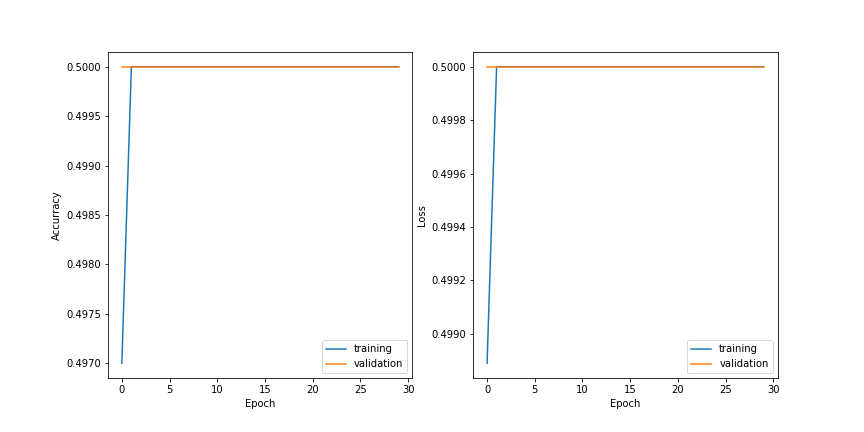 0.5000
0.4995
0.4990
0.4985
0.4980
0.4975
0.4970
Accurracy
0 5 10 15 20 25 30
Epoch
training
validation
0.5000
0.4998
0.4996
0.4994
0.4992
0.4990
Loss
0 5 10 15 20 25 30
Epoch
training
validation